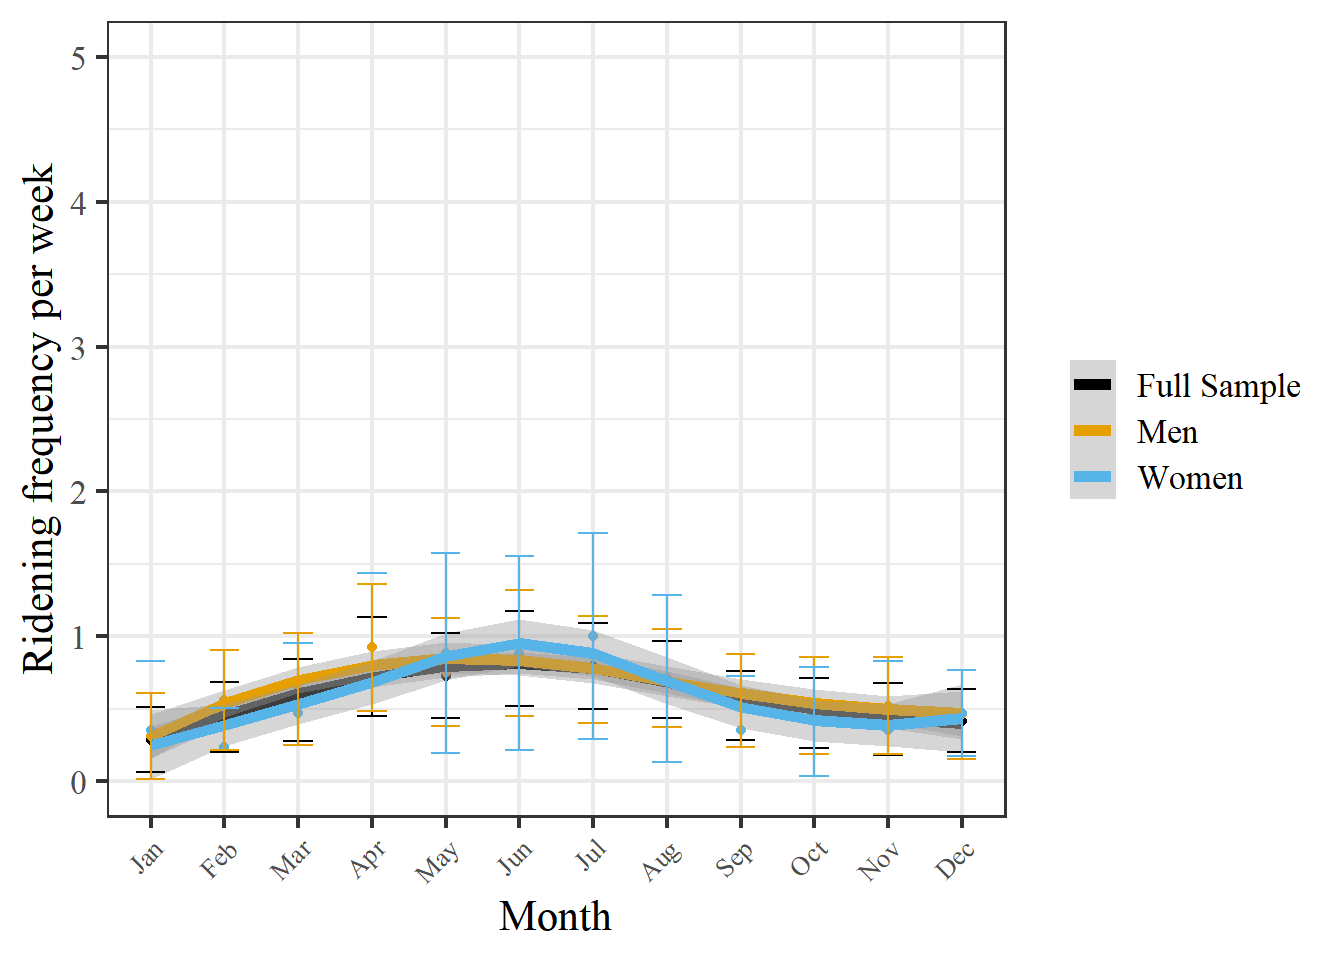 Ridening frequency per week
5
4
3
2
1
0
Jan
Feb
Mar
Apr
May
Jun
Jul
Aug
Sep
Oct
Nov
Dec
Month
Full Sample
Men
Women